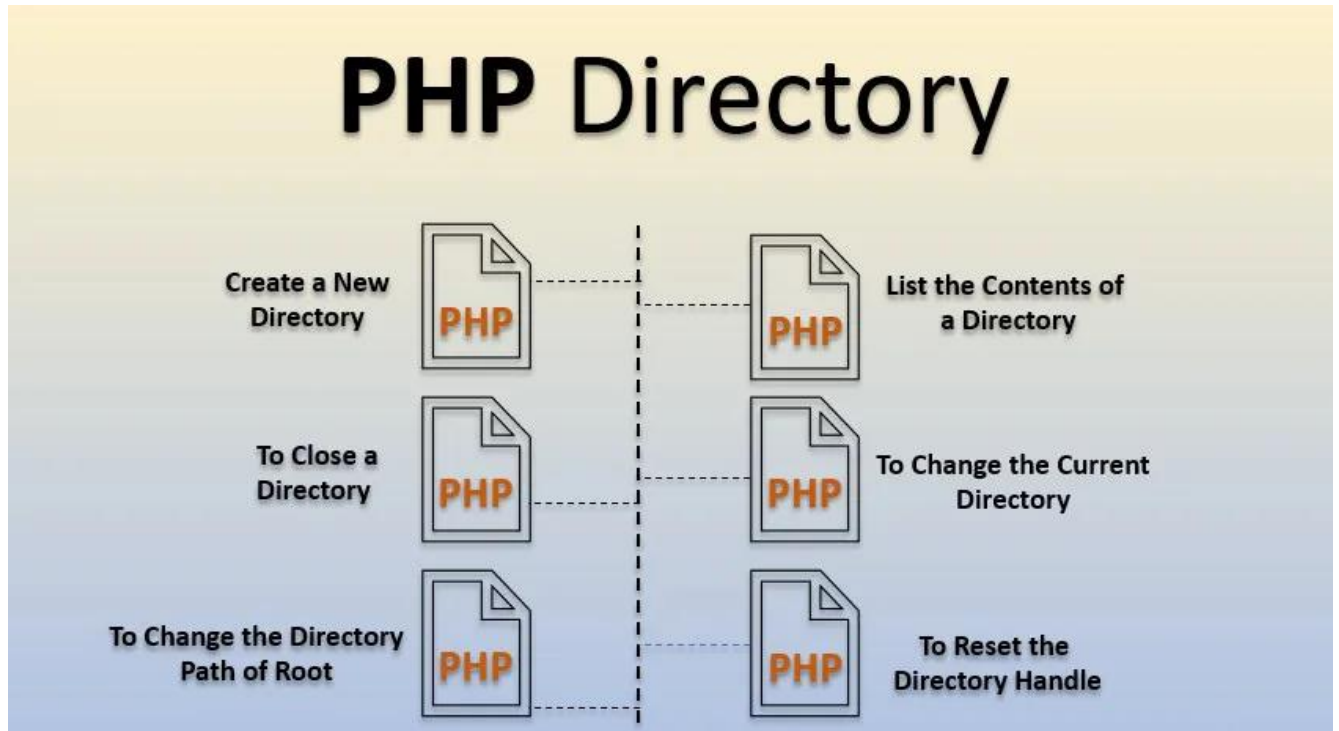 PHP Directory
Create a New
Directory
PHP
PHP
List the Contents of
a Directory
To Close a
Directory
PHP
PHP
To Change the Current
Directory
To Change the Directory
Path of Root
PHP
PHP
To Reset the
Directory Handle